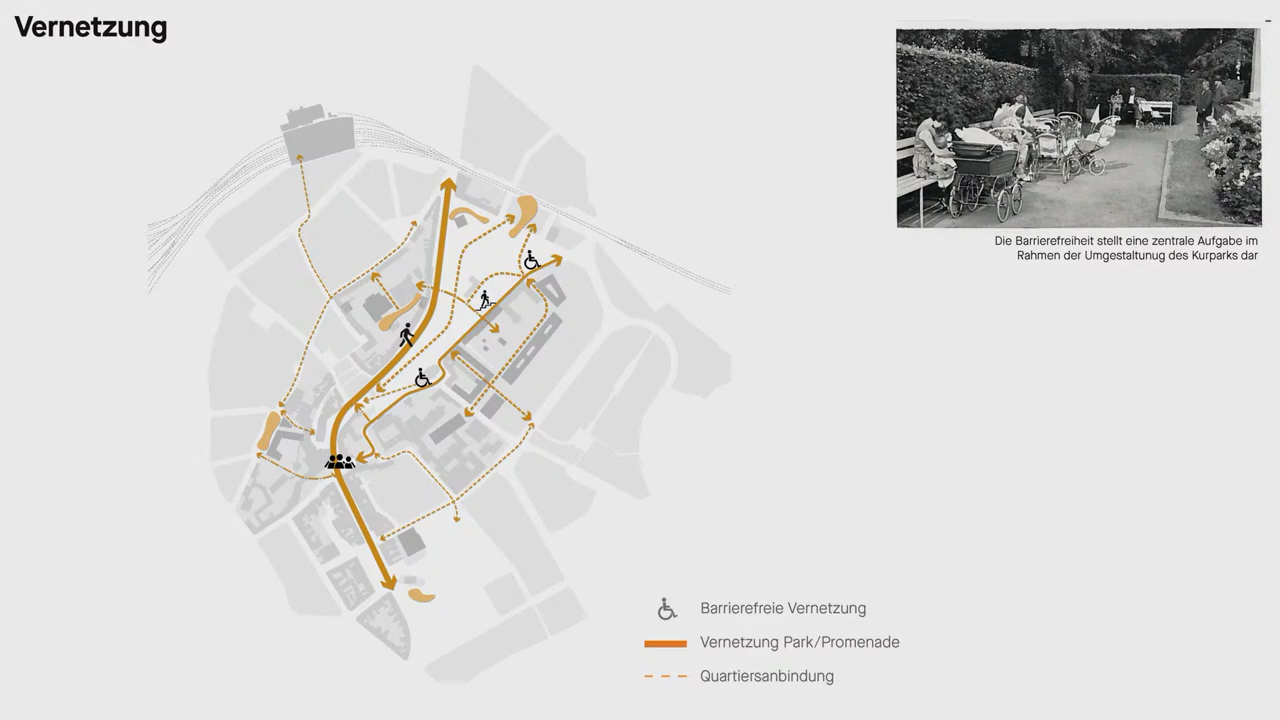 Vernetzung
Die Barrierefreiheit stellt eine zentrale Aufgabe im
Rahmen der Umgestaltunug des Kurparks dar
Barrierefreie Vernetzung
Vernetzung Park/Promenade
Quartiersanbindung